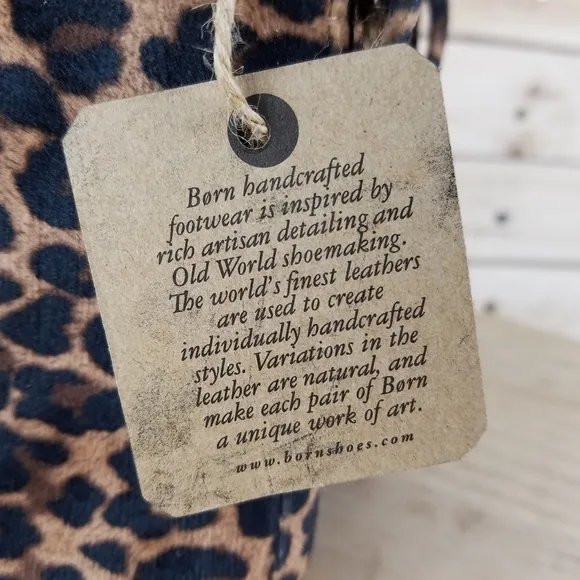 Børn handcrafted
footwear is inspired by
rich artisan detailing and
Old World shoemaking.
The world's finest leathers
are used to create
individually handcrafted
styles. Variations in the
leather are natural, and
make each pair of Børn
a unique work of art.
www.bornshoes.com